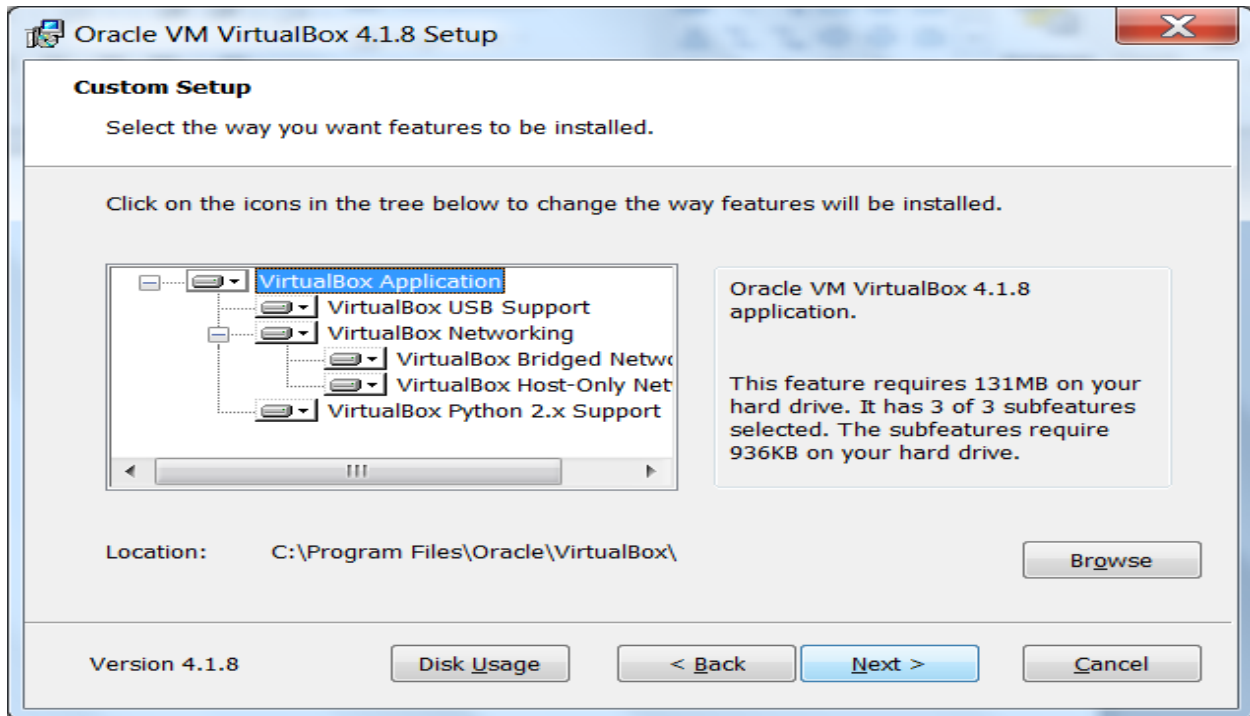 Oracle VM VirtualBox 4.1.8 Setup
Custom Setup
Select the way you want features to be installed.
Click on the icons in the tree below to change the way features will be installed.
VirtualBox Application
VirtualBox USB Support
VirtualBox Networking
VirtualBox Bridged Netwo
VirtualBox Host-Only Net
VirtualBox Python 2.x Support
Oracle VM VirtualBox 4.1.8
application.
This feature requires 131MB on your
hard drive. It has 3 of 3 subfeatures
selected. The subfeatures require
936KB on your hard drive.
Location: C:\Program Files\Oracle\VirtualBox\
Browse
Version 4.1.8 Disk Usage < Back Next > Cancel